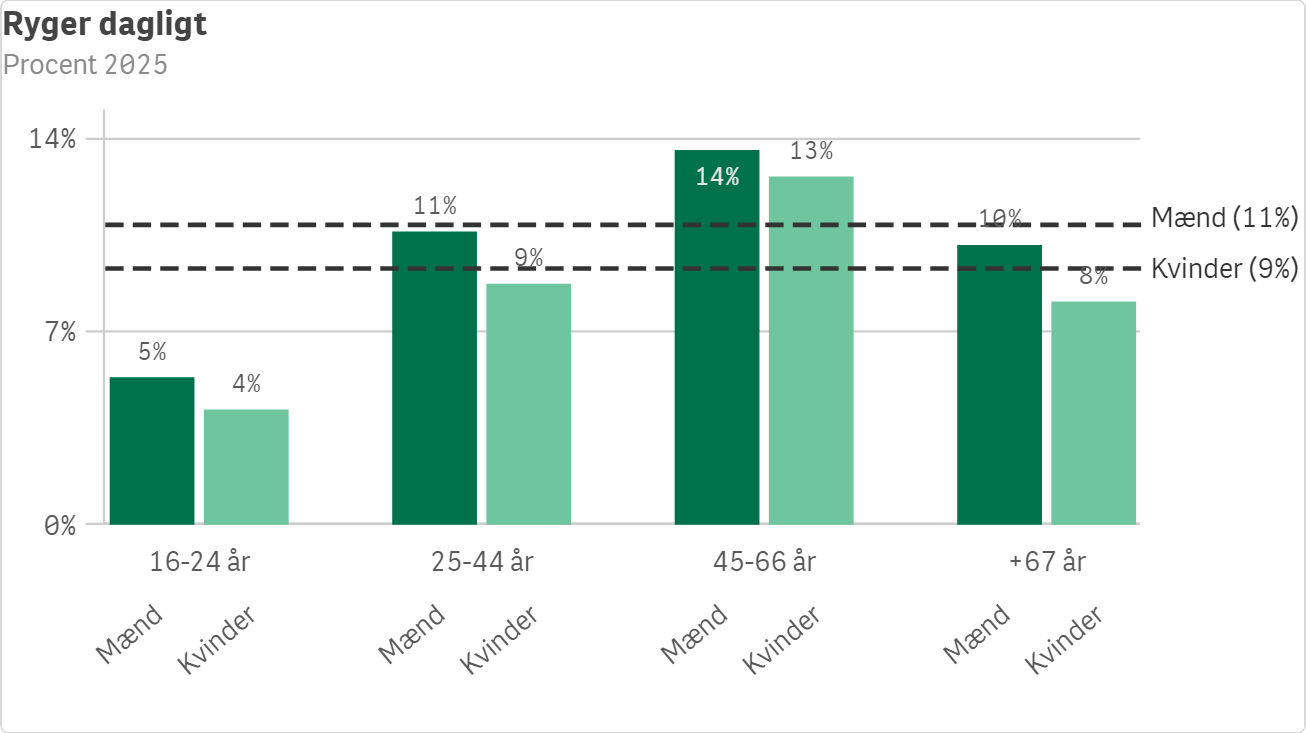 Ryger dagligt
Procent 2025
14%
7%
0%
5%
4%
11%
9%
14%
13%
10%
8%
Mænd (11%)
Kvinder (9%)
16-24 år
25-44 år
45-66 år
+67 år
Mænd
Kvinder
Mænd
Kvinder
Mænd
Kvinder
Mænd
Kvinder